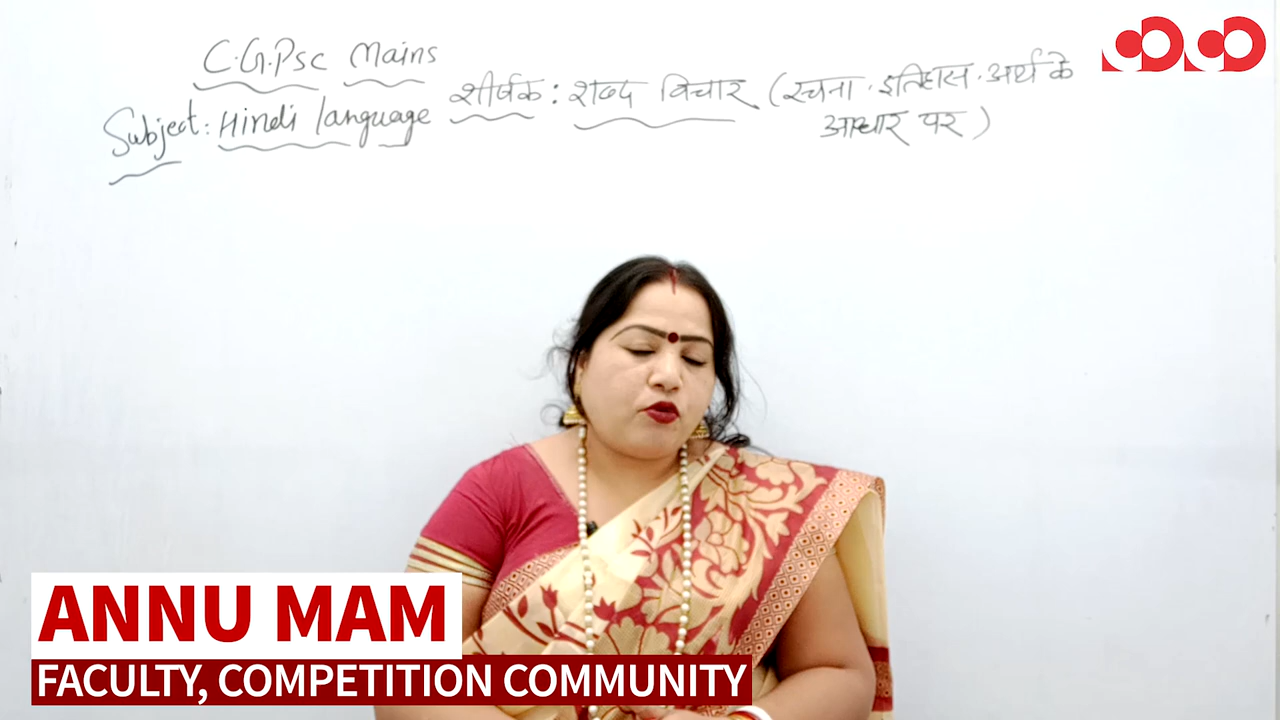 C.G.Psc Mains
Subject: Hindi language
शीर्षक: शब्द विचार (रचना, इतिहास, अर्थ के
आधार पर)
ANNU MAM
FACULTY, COMPETITION COMMUNITY